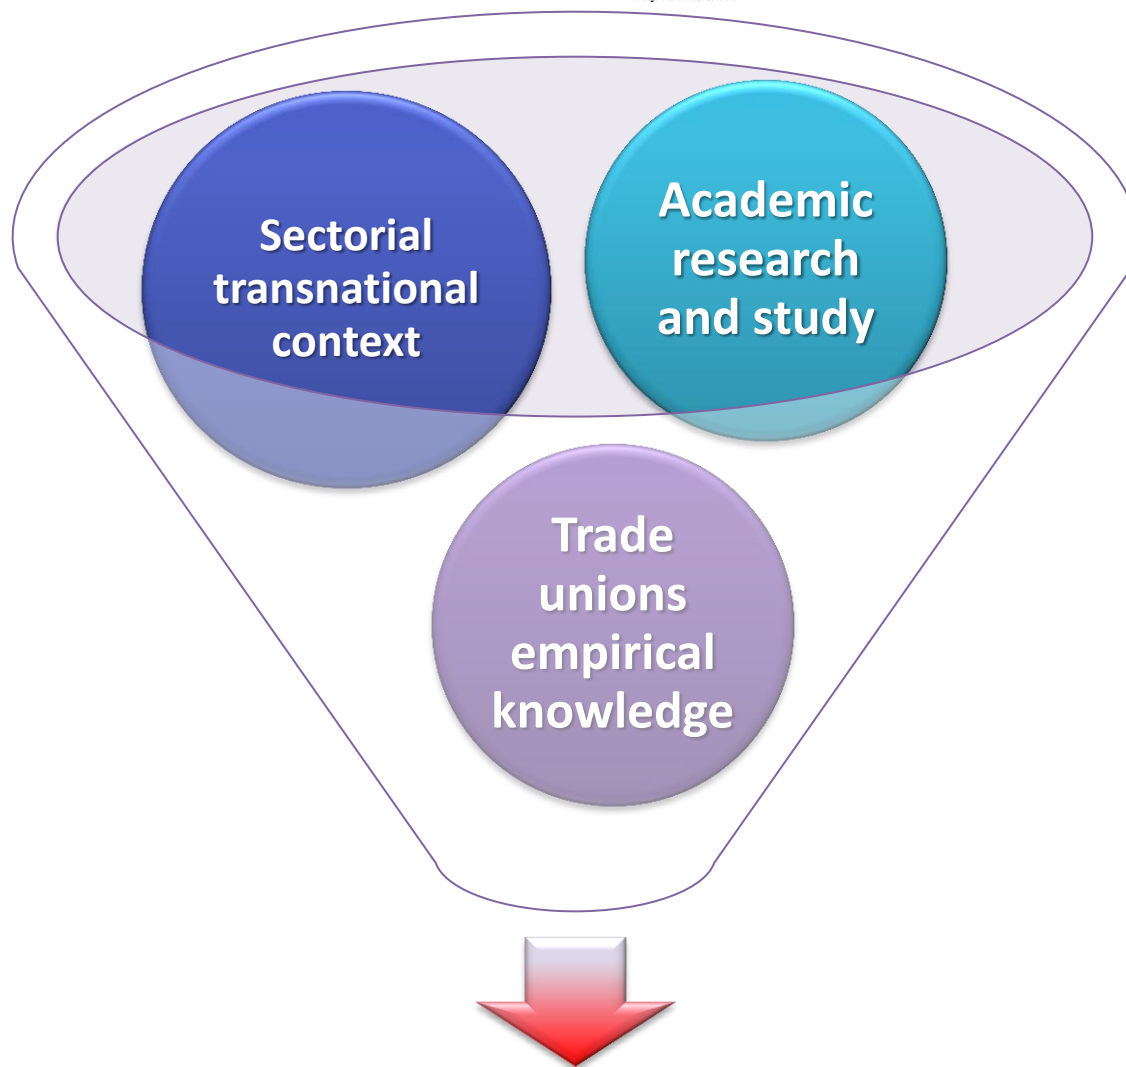 Sectorial
transnational
context
Academic
research
and study
Trade
unions
empirical
knowledge